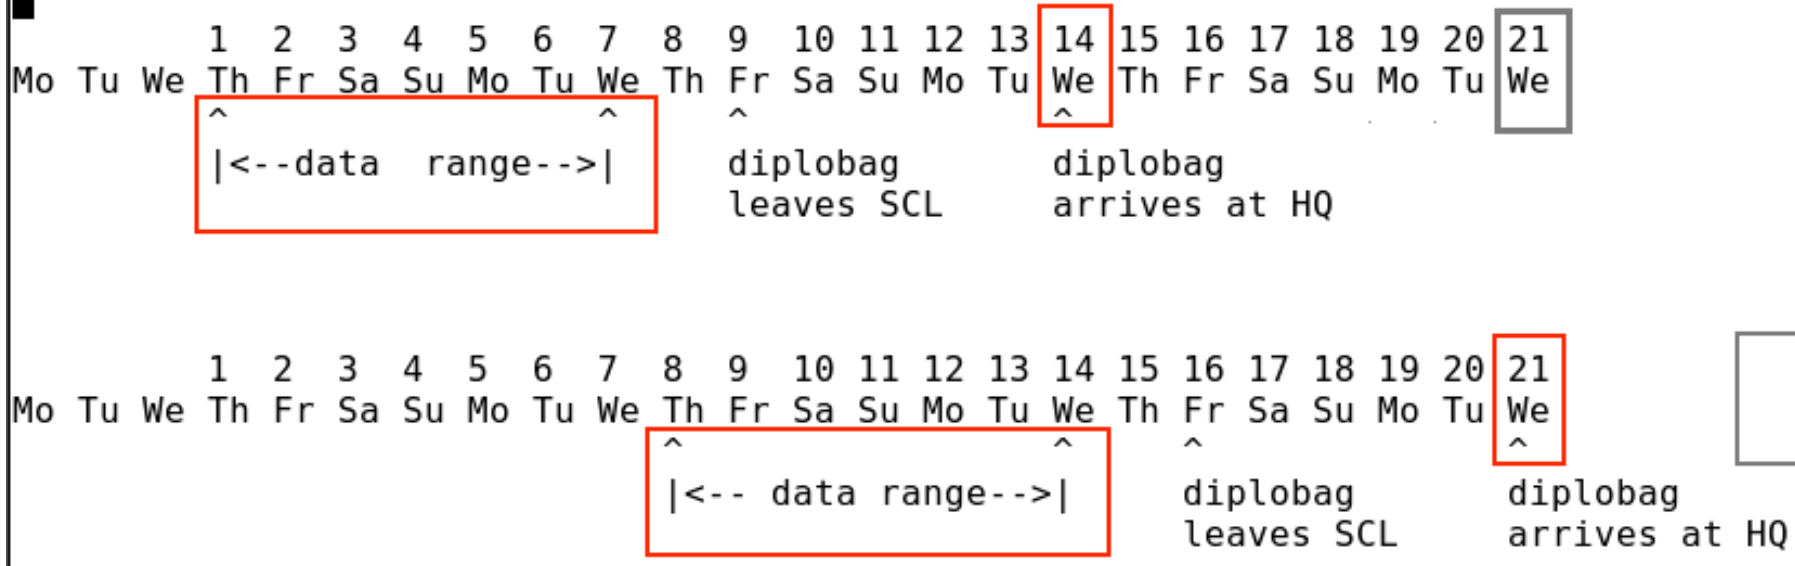 1 2 3 4 5 6 7 8 9 10 11 12 13 14 15 16 17 18 19 20 21
Mo Tu We Th Fr Sa Su Mo Tu We Th Fr Sa Su Mo Tu We Th Fr Sa Su Mo Tu We
^ ^ ^ ^
|<--data range-->| diplobag diplobag
leaves SCL arrives at HQ
1 2 3 4 5 6 7 8 9 10 11 12 13 14 15 16 17 18 19 20 21
Mo Tu We Th Fr Sa Su Mo Tu We Th Fr Sa Su Mo Tu We Th Fr Sa Su Mo Tu We
^ ^ ^ ^
|<-- data range-->| diplobag diplobag
leaves SCL arrives at HQ